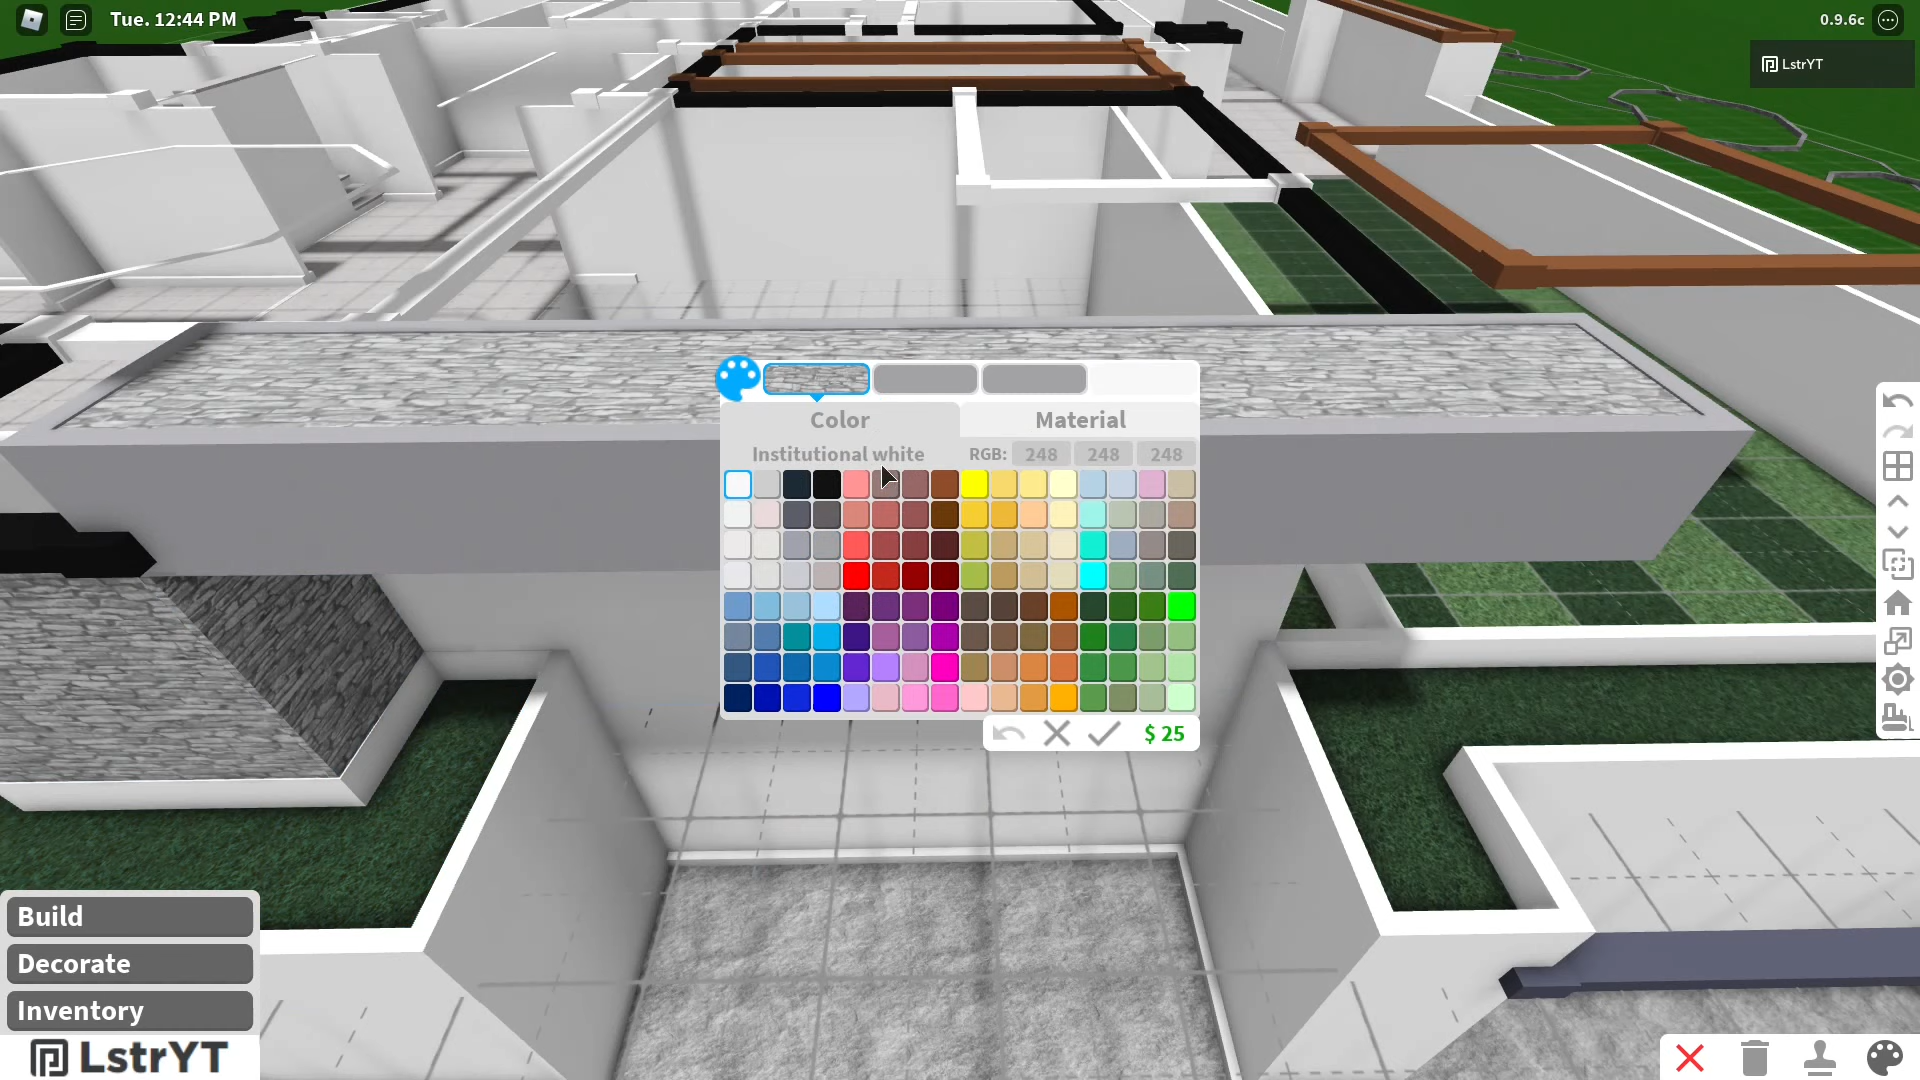 Tue. 12:44 PM
0.9.6c
LstrYT
Color
Material
Institutional white
RGB: 248 248 248
$ 25
Build
Decorate
Inventory
LstrYT